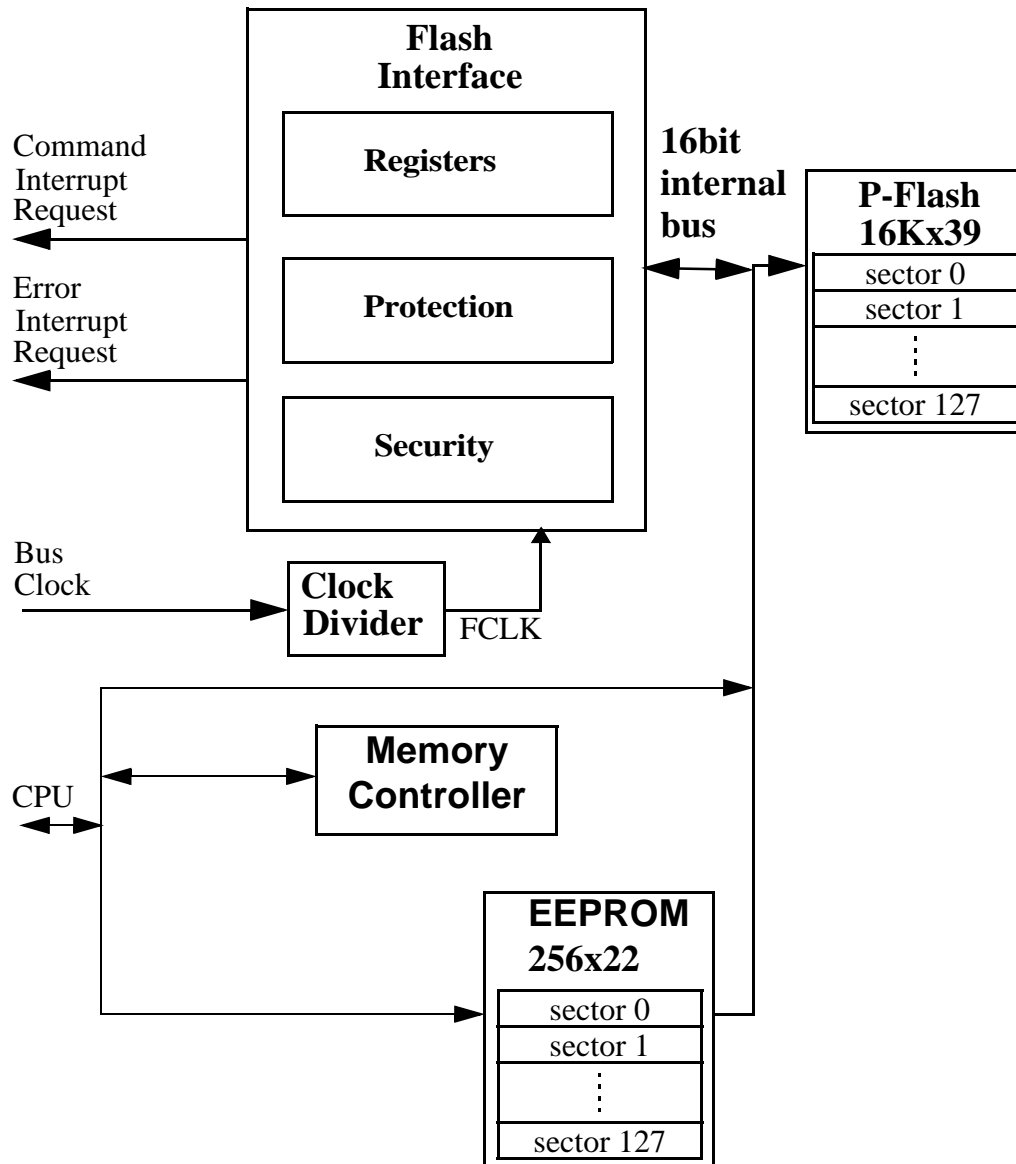 Flash
Interface
Registers
Protection
Security
Command
Interrupt
Request
Error
Interrupt
Request
16bit
internal
bus
P-Flash
16Kx39
sector 0
sector 1
sector 127
Bus
Clock
Clock
Divider
FCLK
Memory
Controller
CPU
EEPROM
256x22
sector 0
sector 1
sector 127